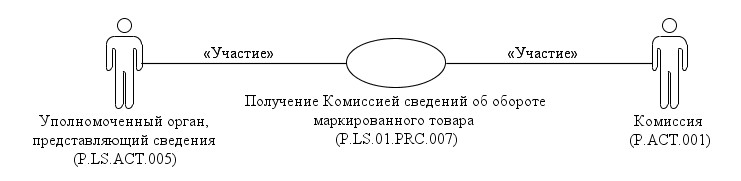 «Участие»
«Участие»
Уполномоченный орган,
представляющий сведения
(P.LS.ACT.005)
Получение Комиссией сведений об обороте
маркированного товара
(P.LS.01.PRC.007)
Комиссия
(P.ACT.001)